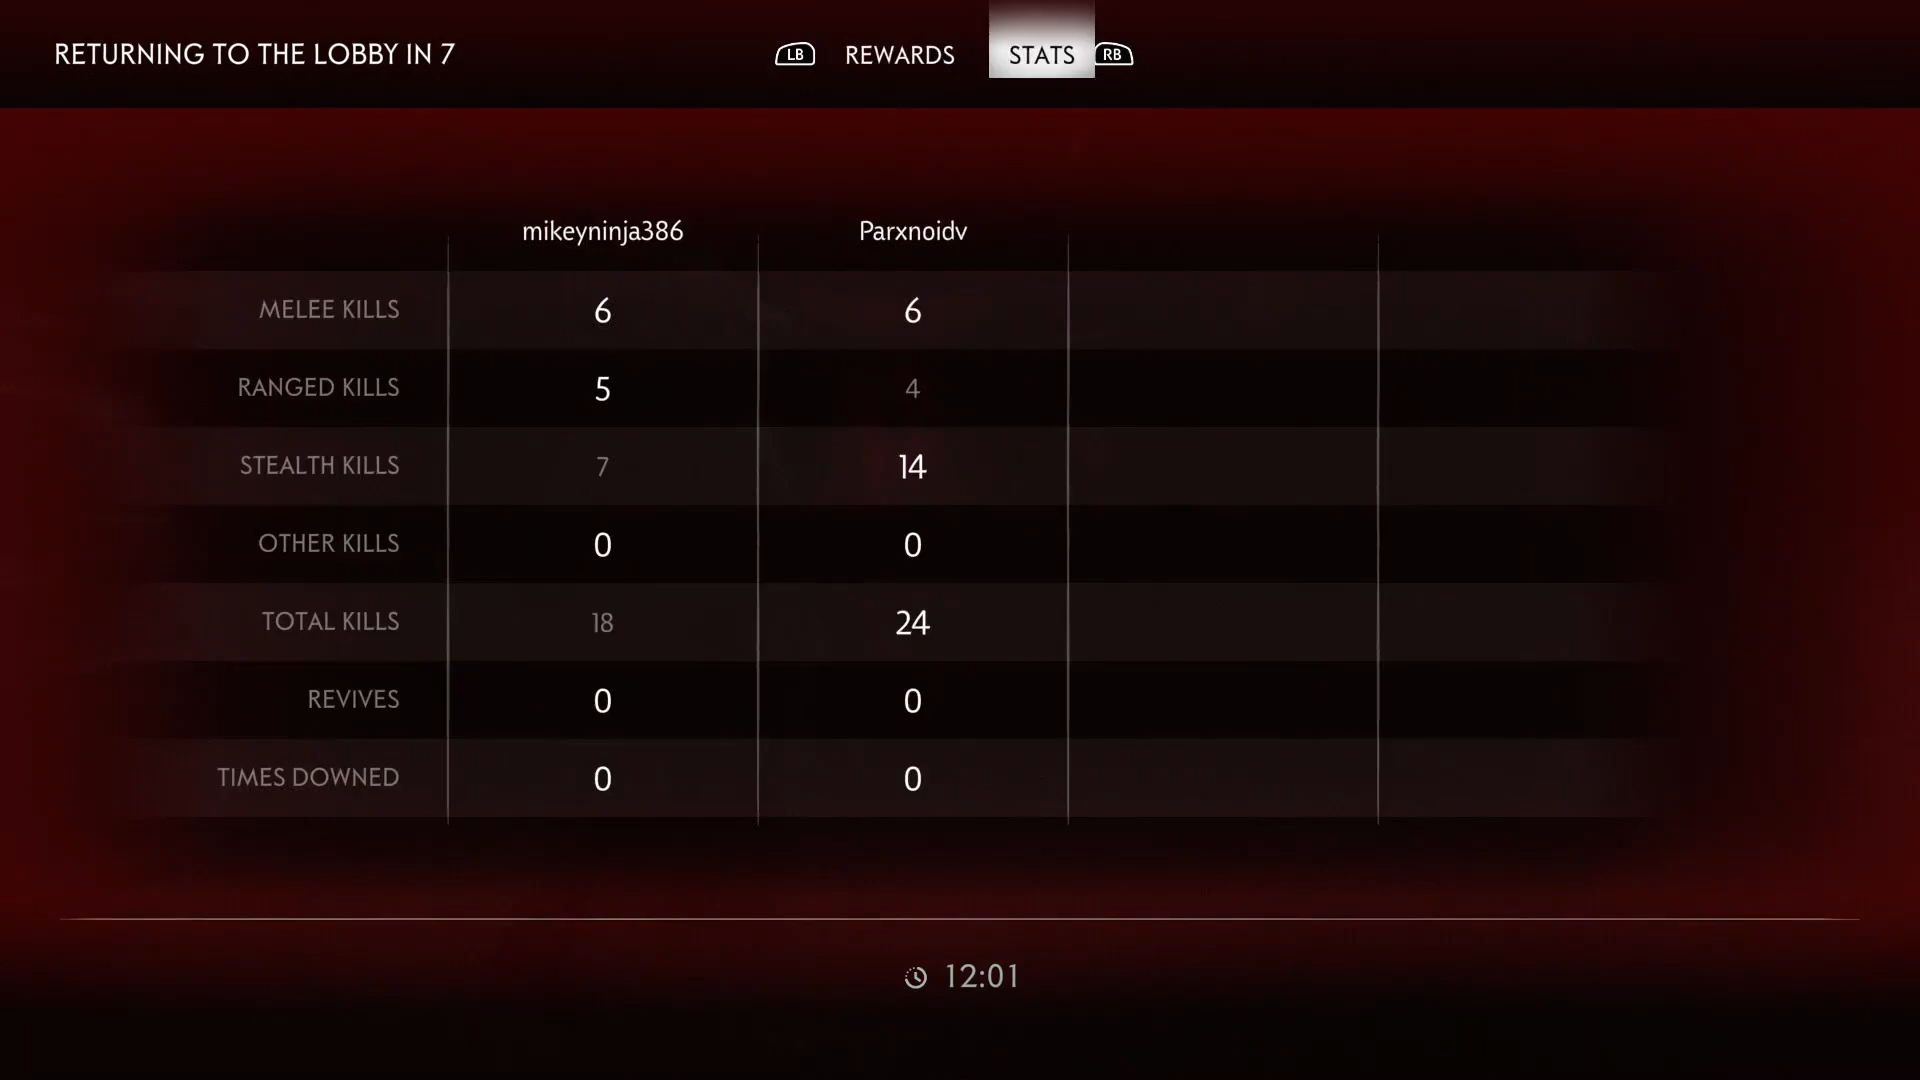 RETURNING TO THE LOBBY IN 7
LB REWARDS STATS RB
mikeyninja386 Parxnoidv
MELEE KILLS 6 6
RANGED KILLS 5 4
STEALTH KILLS 7 14
OTHER KILLS 0 0
TOTAL KILLS 18 24
REVIVES 0 0
TIMES DOWNED 0 0
12:01